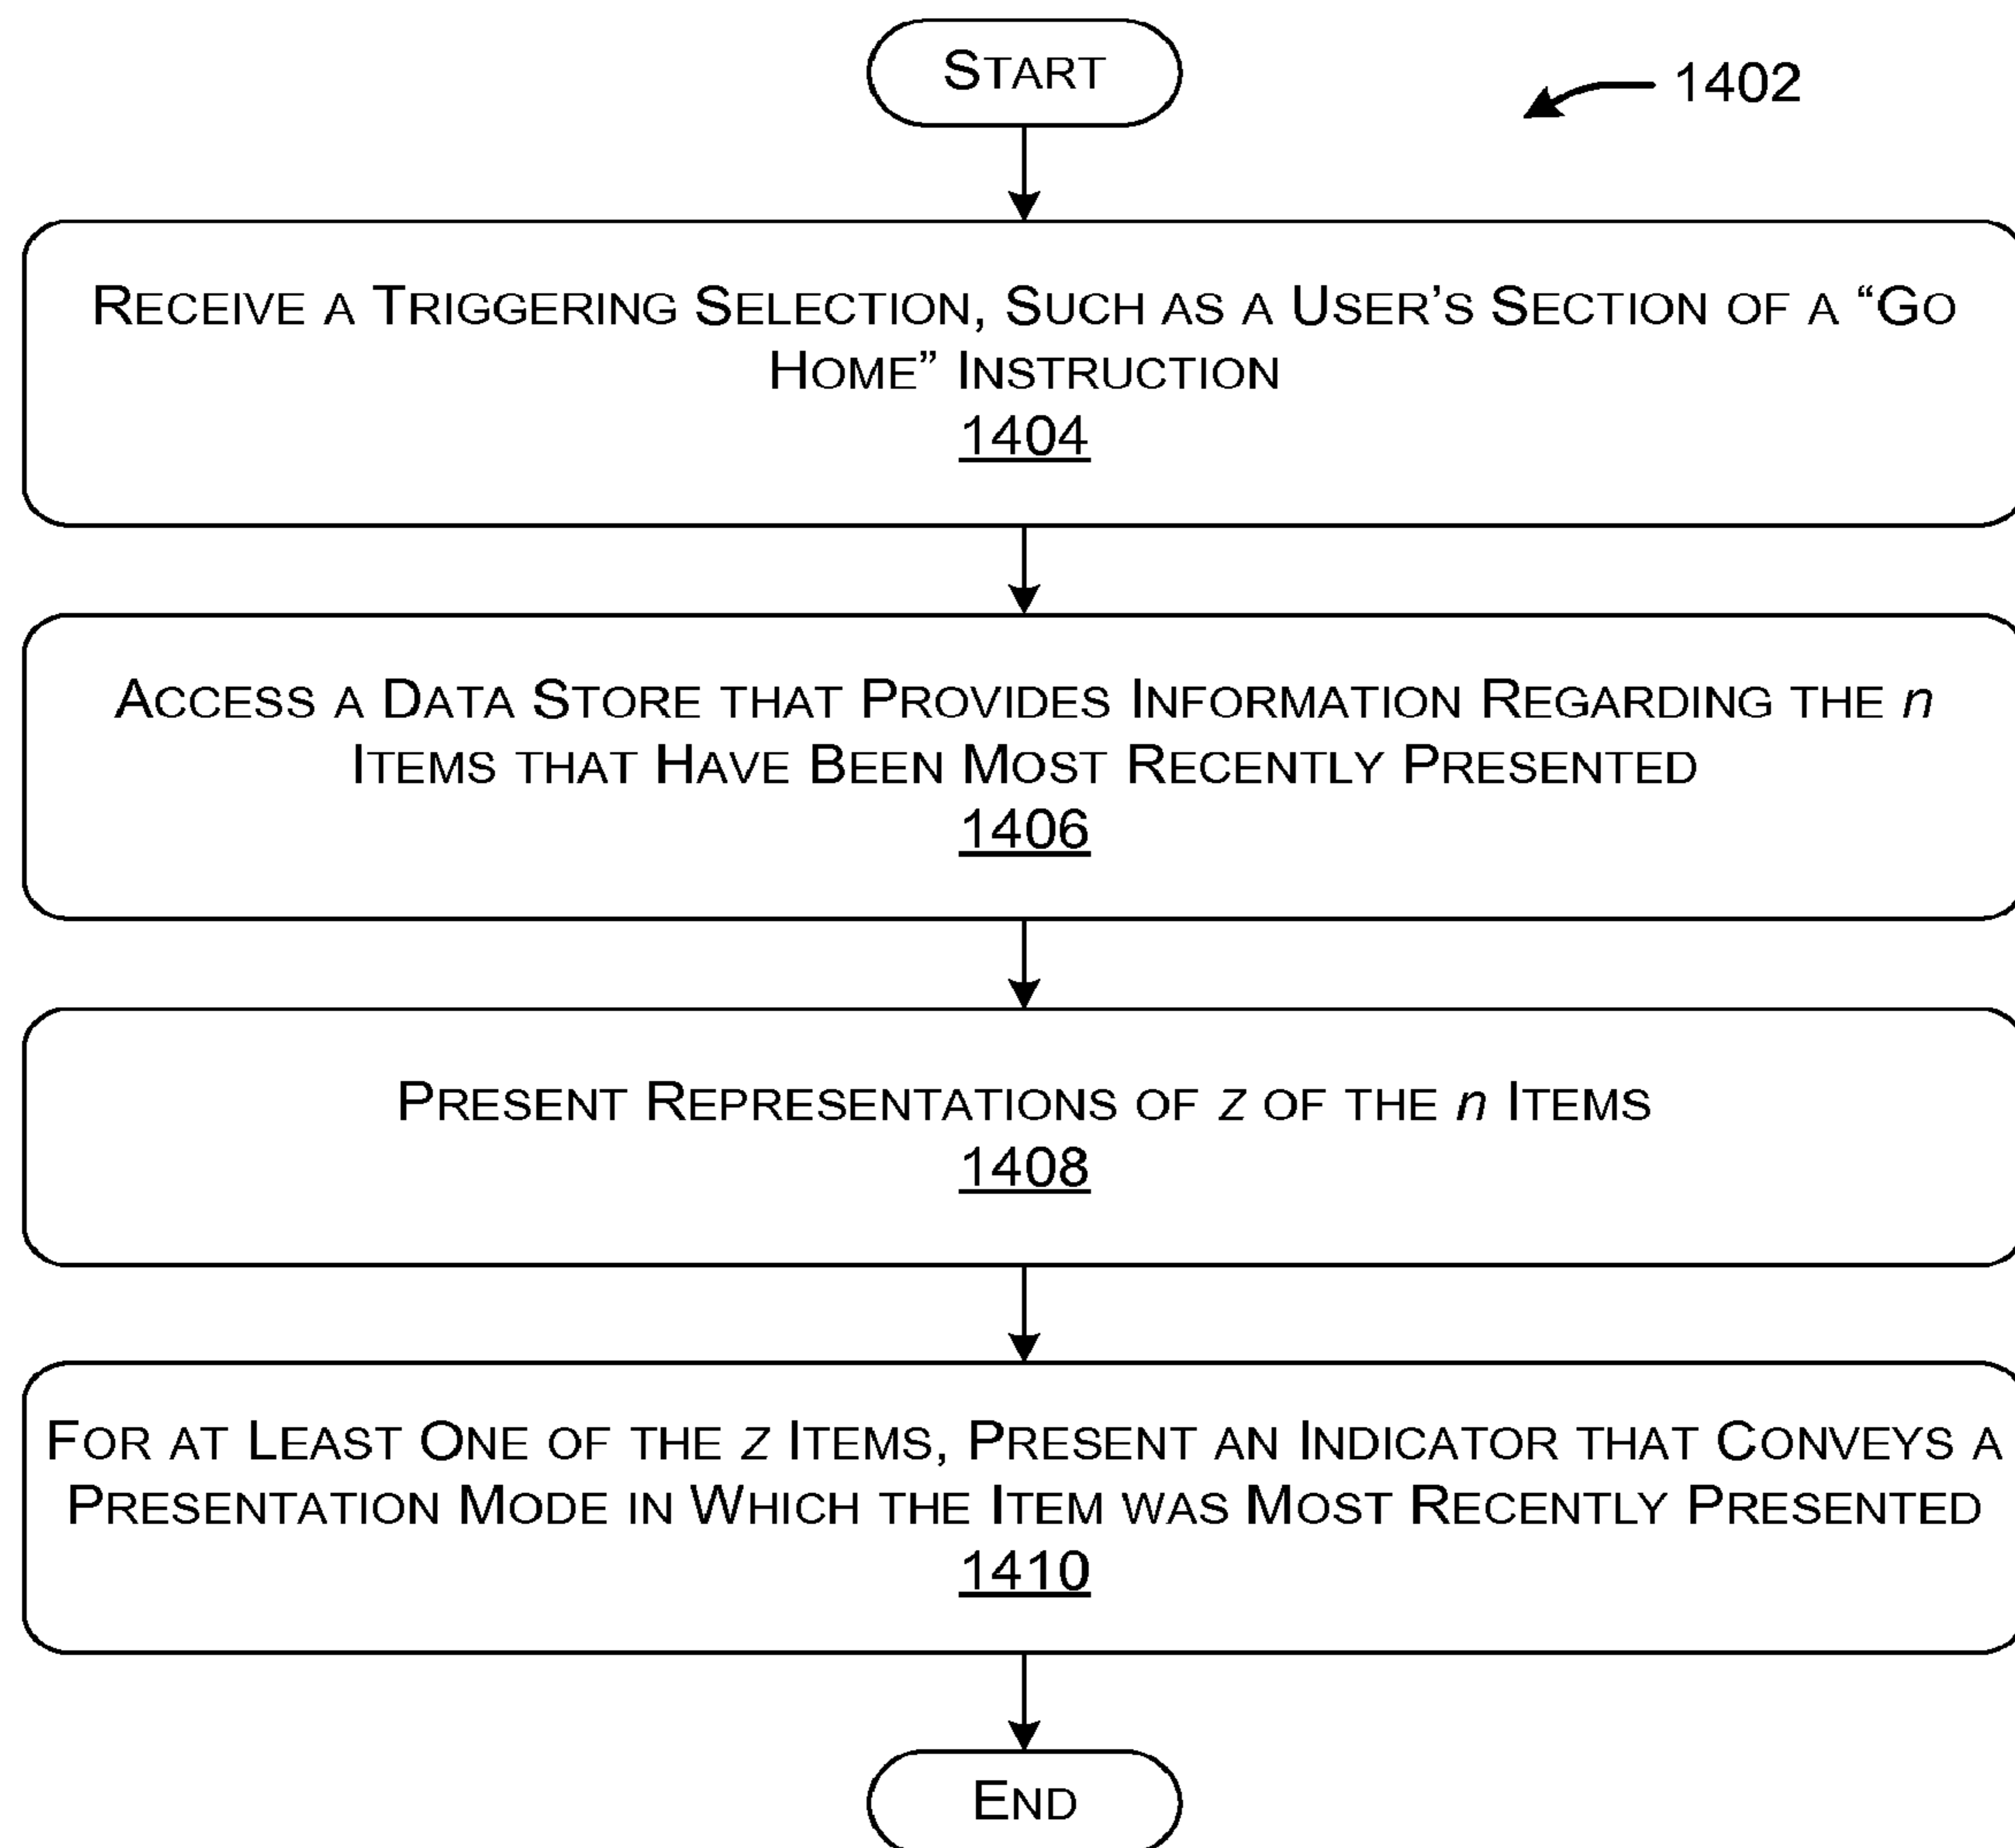 START
1402
RECEIVE A TRIGGERING SELECTION, SUCH AS A USER'S SECTION OF A “GO
HOME” INSTRUCTION
1404
ACCESS A DATA STORE THAT PROVIDES INFORMATION REGARDING THE n
ITEMS THAT HAVE BEEN MOST RECENTLY PRESENTED
1406
PRESENT REPRESENTATIONS OF z OF THE n ITEMS
1408
FOR AT LEAST ONE OF THE z ITEMS, PRESENT AN INDICATOR THAT CONVEYS A
PRESENTATION MODE IN WHICH THE ITEM WAS MOST RECENTLY PRESENTED
1410
END